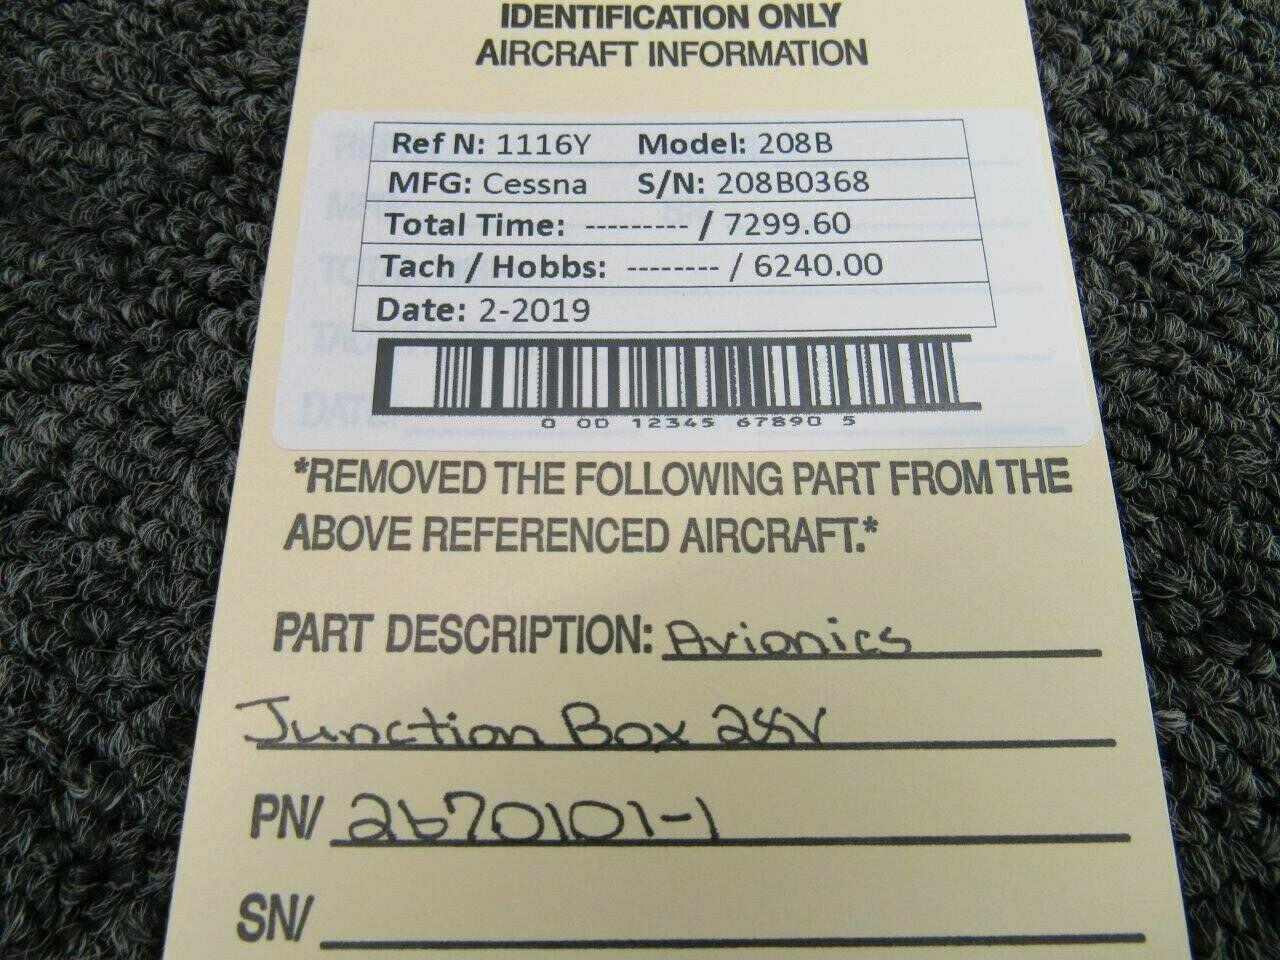 IDENTIFICATION ONLY
AIRCRAFT INFORMATION
Ref N: 1116Y Model: 208B
MFG: Cessna S/N: 208B0368
Total Time: --------- / 7299.60
Tach / Hobbs: -------- / 6240.00
Date: 2-2019
0 00 12345 67890 5
*REMOVED THE FOLLOWING PART FROM THE
ABOVE REFERENCED AIRCRAFT.*
PART DESCRIPTION: Avionics
Junction Box 28V
PN/ 2670101-1
SN/